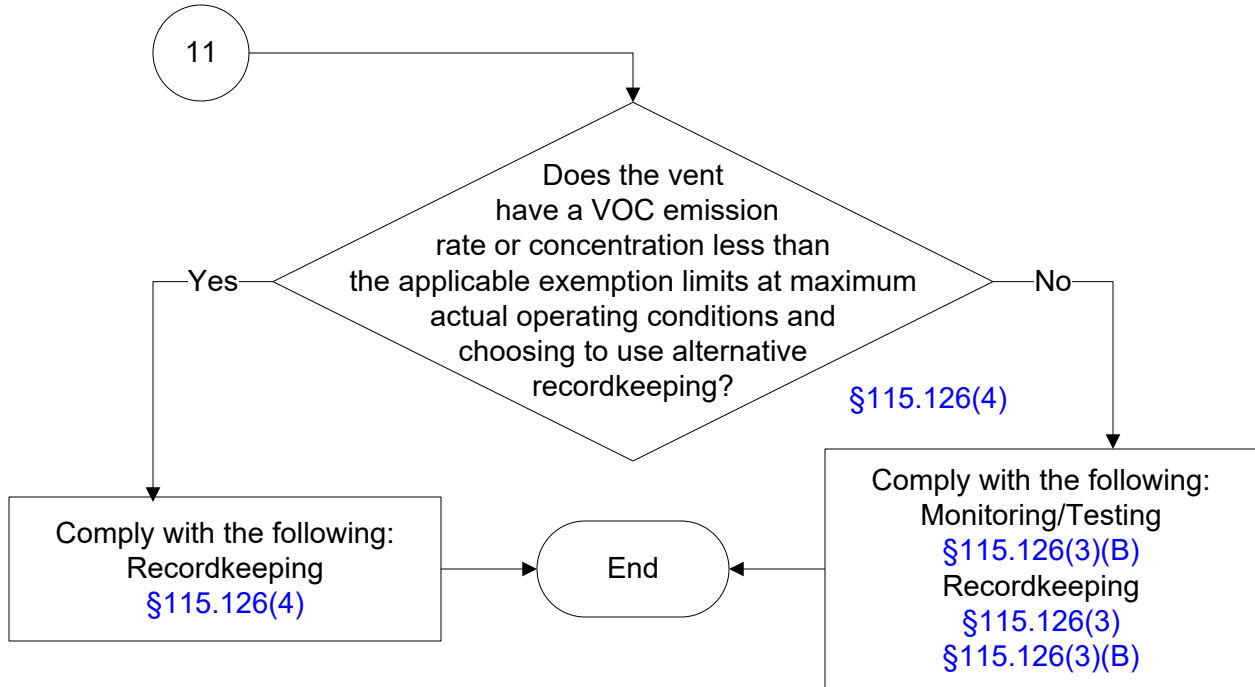 11
Does the vent
have a VOC emission
rate or concentration less than
the applicable exemption limits at maximum
actual operating conditions and
choosing to use alternative
recordkeeping?
Yes
No
§115.126(4)
Comply with the following:
Recordkeeping
§115.126(4)
End
Comply with the following:
Monitoring/Testing
§115.126(3)(B)
Recordkeeping
§115.126(3)
§115.126(3)(B)